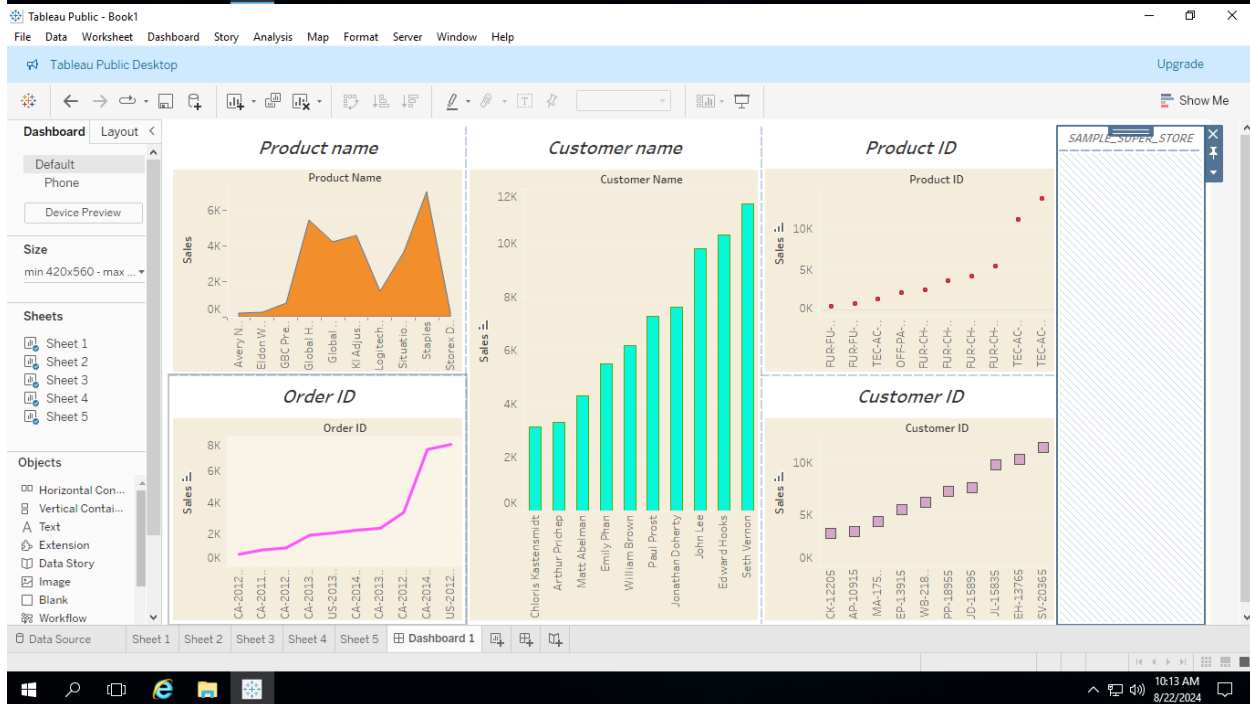 Tableau Public - Book1
File Data Worksheet Dashboard Story Analysis Map Format Server Window Help
Tableau Public Desktop
Upgrade
Show Me
Dashboard Layout
Default
Phone
Device Preview
Size
min 420x560 - max ...
Sheets
Sheet 1
Sheet 2
Sheet 3
Sheet 4
Sheet 5
Objects
Horizontal Con...
Vertical Contai...
Text
Extension
Data Story
Image
Blank
Workflow
Product name
Product Name
Sales
6K
4K
2K
0K
Avery N..
Eldon W..
GBC Pre..
Global H..
Global ..
KI Adjus..
Logitech..
Situatio..
Staples
Storex D..
Order ID
Order ID
Sales
8K
6K
4K
2K
0K
CA-2012..
CA-2011..
CA-2012..
CA-2013..
US-2013..
CA-2014..
CA-2013..
CA-2012..
CA-2014..
US-2012..
Customer name
Customer Name
Sales
12K
10K
8K
6K
4K
2K
0K
Chloris Kastensmidt
Arthur Prichep
Matt Abelman
Emily Phan
William Brown
Paul Prost
Jonathan Doherty
John Lee
Edward Hooks
Seth Vernon
Product ID
Product ID
Sales
10K
5K
0K
FUR-FU-..
FUR-FU-..
TEC-AC-..
OFF-PA-..
FUR-CH-..
FUR-CH-..
FUR-CH-..
FUR-CH-..
TEC-AC-..
TEC-AC-..
Customer ID
Customer ID
Sales
10K
5K
0K
CK-12205
AP-10915
MA-175..
EP-13915
WB-218..
PP-18955
JD-15895
JL-15835
EH-13765
SV-20365
SAMPLE_SUPER_STORE
Data Source Sheet 1 Sheet 2 Sheet 3 Sheet 4 Sheet 5 Dashboard 1
10:13 AM
8/22/2024